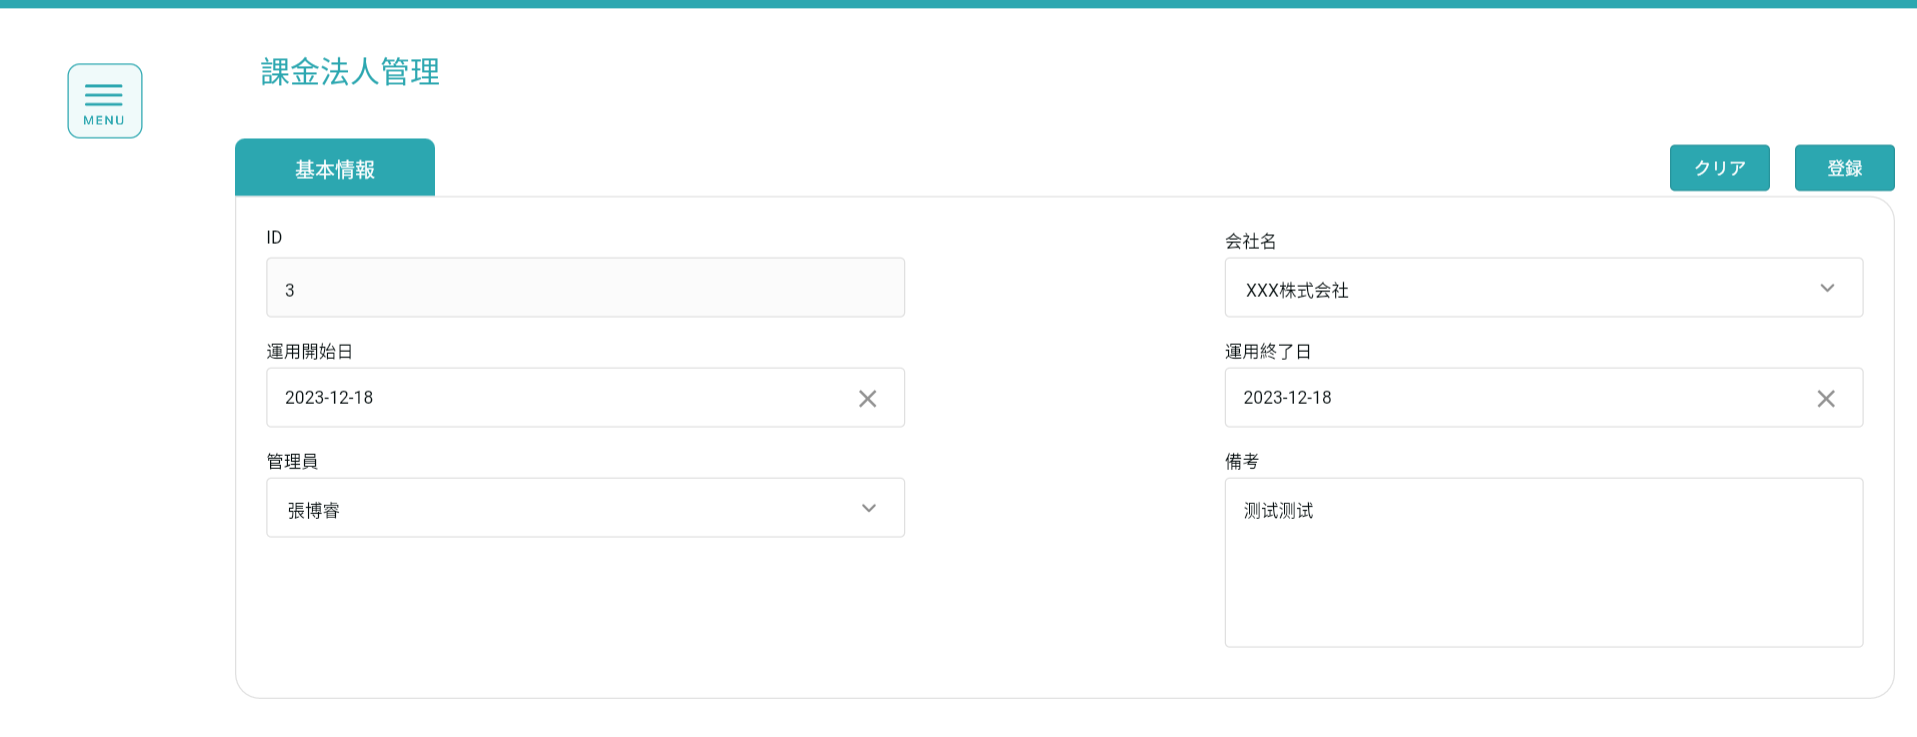 課金法人管理
MENU
基本情報
クリア
登録
ID
会社名
3
XXX株式会社
運用開始日
運用終了日
2023-12-18
2023-12-18
管理員
備考
張博睿
测试测试